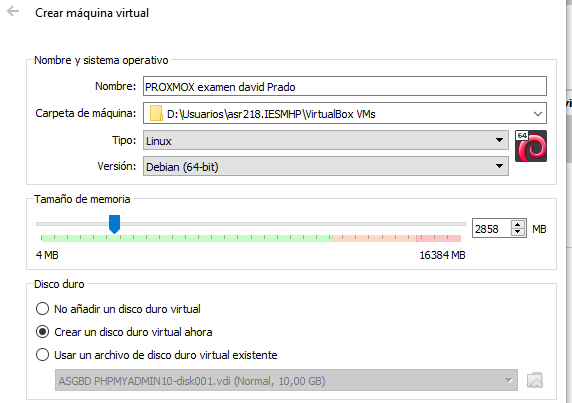 Crear máquina virtual
Nombre y sistema operativo
Nombre: PROXMOX examen david Prado
Carpeta de máquina: D:\Usuarios\asr218.IESMHP\VirtualBox VMs
Tipo: Linux
64
Versión: Debian (64-bit)
Tamaño de memoria
2858 MB
4 MB 16384 MB
Disco duro
No añadir un disco duro virtual
Crear un disco duro virtual ahora
Usar un archivo de disco duro virtual existente
ASGBD PHPMYADMIN10-disk001.vdi (Normal, 10,00 GB)